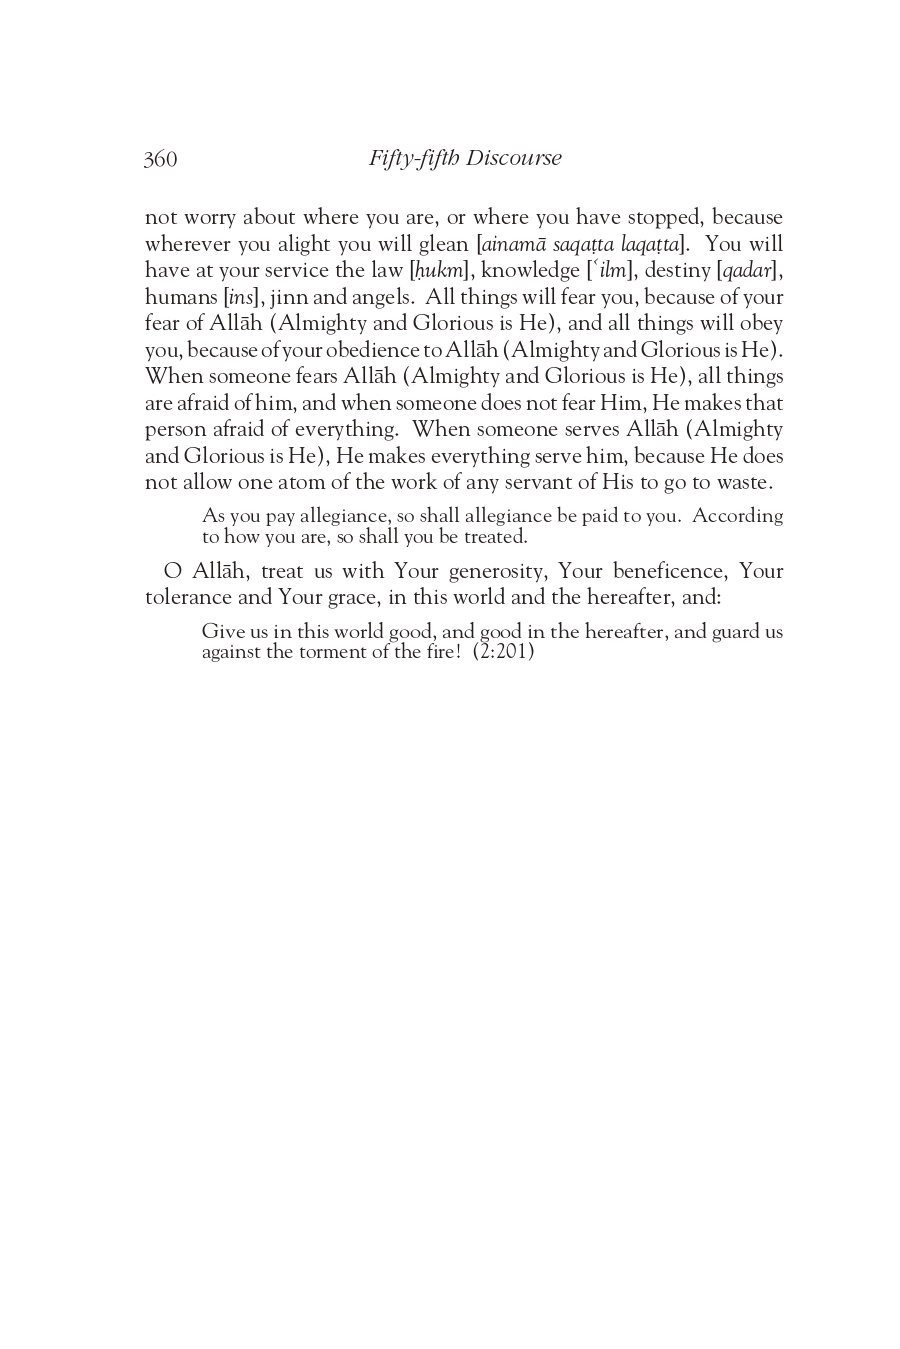 360 Fifty-fifth Discourse
not worry about where you are, or where you have stopped, because
wherever you alight you will glean [ainamā saqaṭṭa laqaṭṭa]. You will
have at your service the law [ḥukm], knowledge [ʿilm], destiny [qadar],
humans [ins], jinn and angels. All things will fear you, because of your
fear of Allāh (Almighty and Glorious is He), and all things will obey
you, because of your obedience to Allāh (Almighty and Glorious is He).
When someone fears Allāh (Almighty and Glorious is He), all things
are afraid of him, and when someone does not fear Him, He makes that
person afraid of everything. When someone serves Allāh (Almighty
and Glorious is He), He makes everything serve him, because He does
not allow one atom of the work of any servant of His to go to waste.
As you pay allegiance, so shall allegiance be paid to you. According
to how you are, so shall you be treated.
O Allāh, treat us with Your generosity, Your beneficence, Your
tolerance and Your grace, in this world and the hereafter, and:
Give us in this world good, and good in the hereafter, and guard us
against the torment of the fire! (2:201)